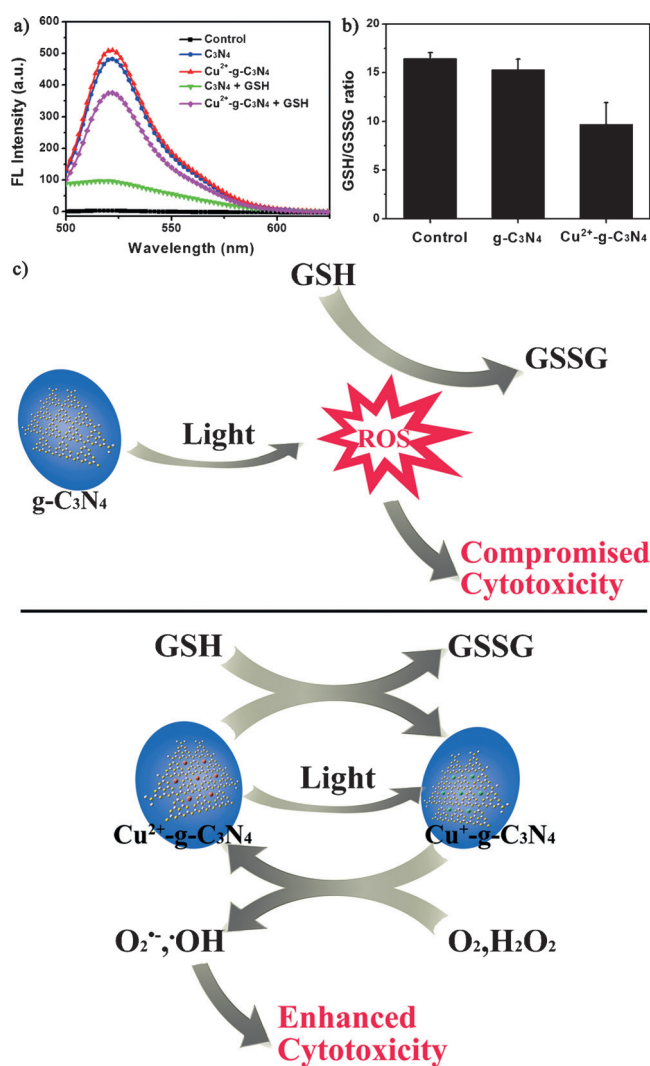 a)
600
500
400
300
200
100
0
FL Intensity (a.u.)
500 550 600
Wavelength (nm)
Control
C₃N₄
Cu²⁺-g-C₃N₄
C₃N₄ + GSH
Cu²⁺-g-C₃N₄ + GSH
b)
20
15
10
5
0
GSH/GSSG ratio
Control g-C₃N₄ Cu²⁺-g-C₃N₄
c)
GSH
GSSG
Light
ROS
g-C₃N₄
Compromised
Cytotoxicity
GSH GSSG
Light
Cu²⁺-g-C₃N₄ Cu⁺-g-C₃N₄
O₂•⁻,•OH O₂,H₂O₂
Enhanced
Cytotoxicity